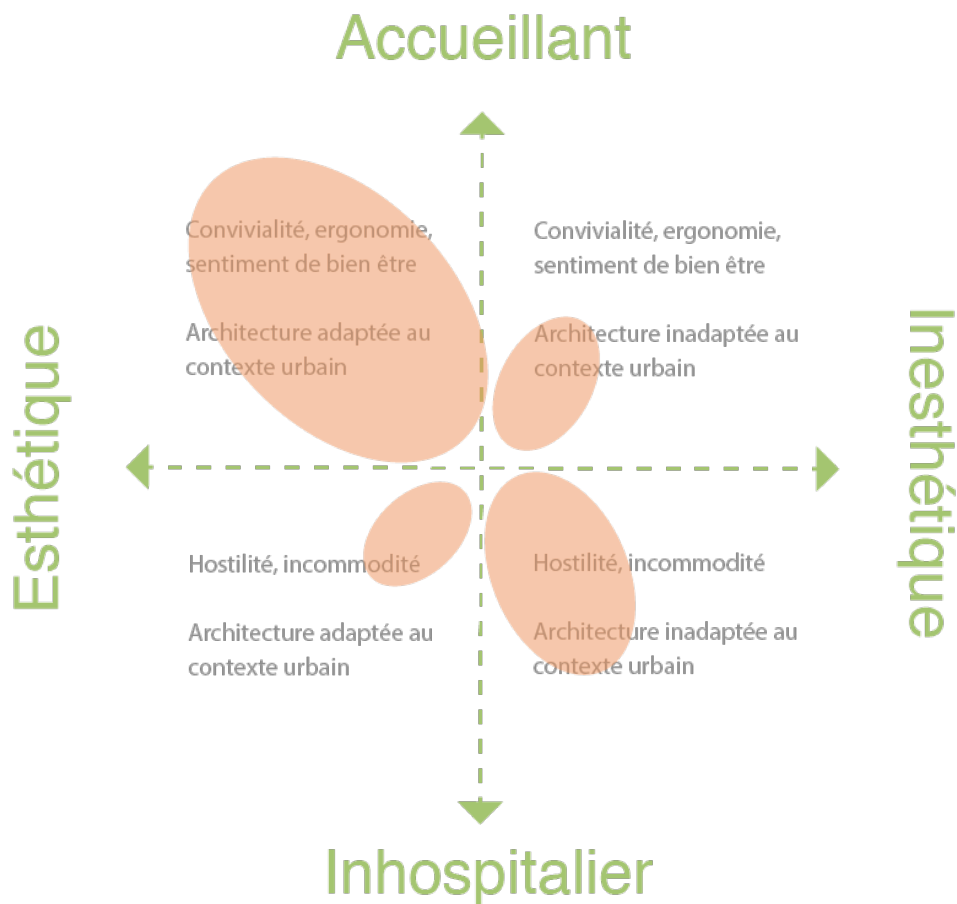 Accueillant
Convivialité, ergonomie,
sentiment de bien être
Architecture adaptée au
contexte urbain
Convivialité, ergonomie,
sentiment de bien être
Architecture inadaptée au
contexte urbain
Esthétique
Inesthétique
Hostilité, incommodité
Architecture adaptée au
contexte urbain
Hostilité, incommodité
Architecture inadaptée au
contexte urbain
Inhospitalier